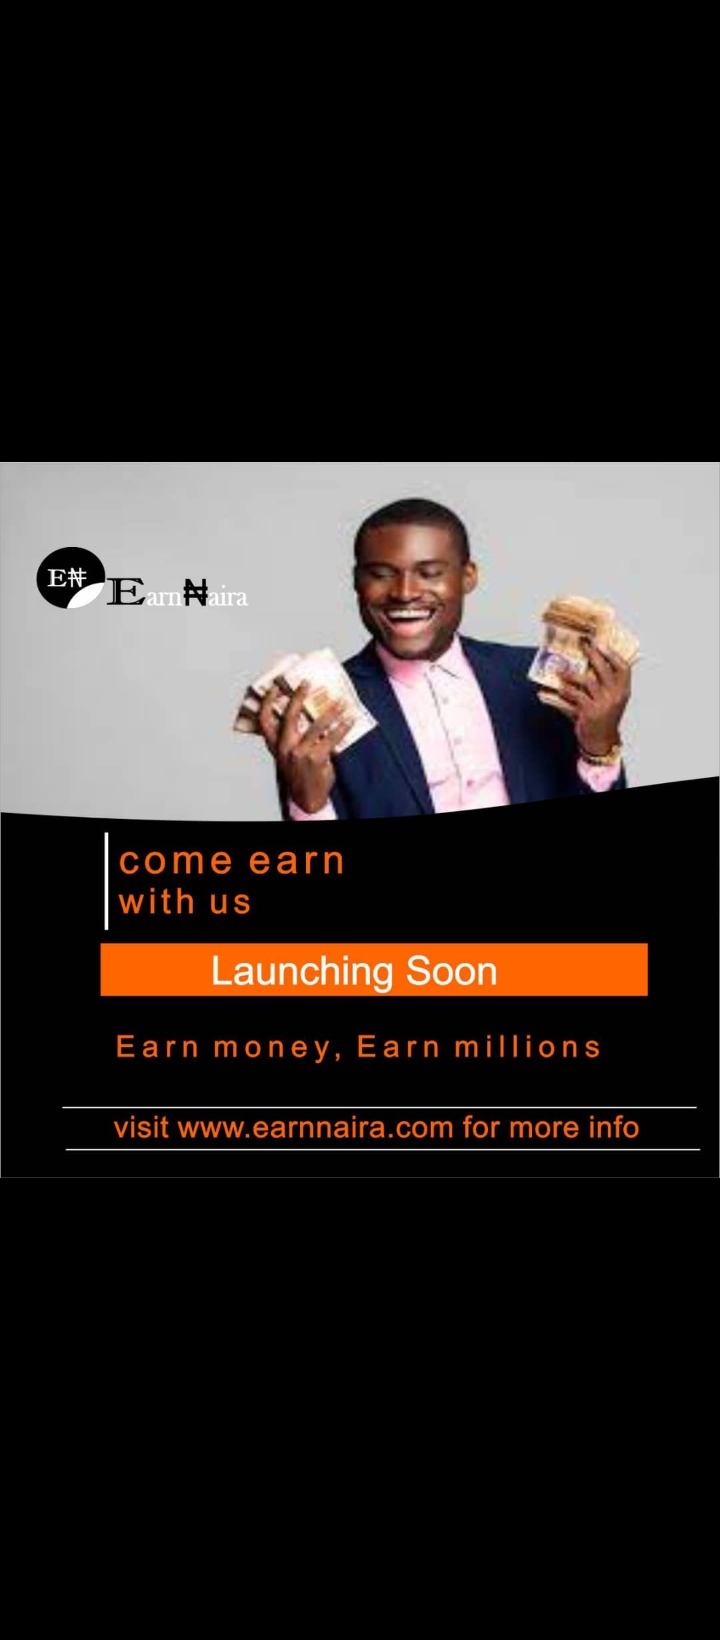 E₦
Earn₦aira
come earn
with us
Launching Soon
Earn money, Earn millions
visit www.earnnaira.com for more info